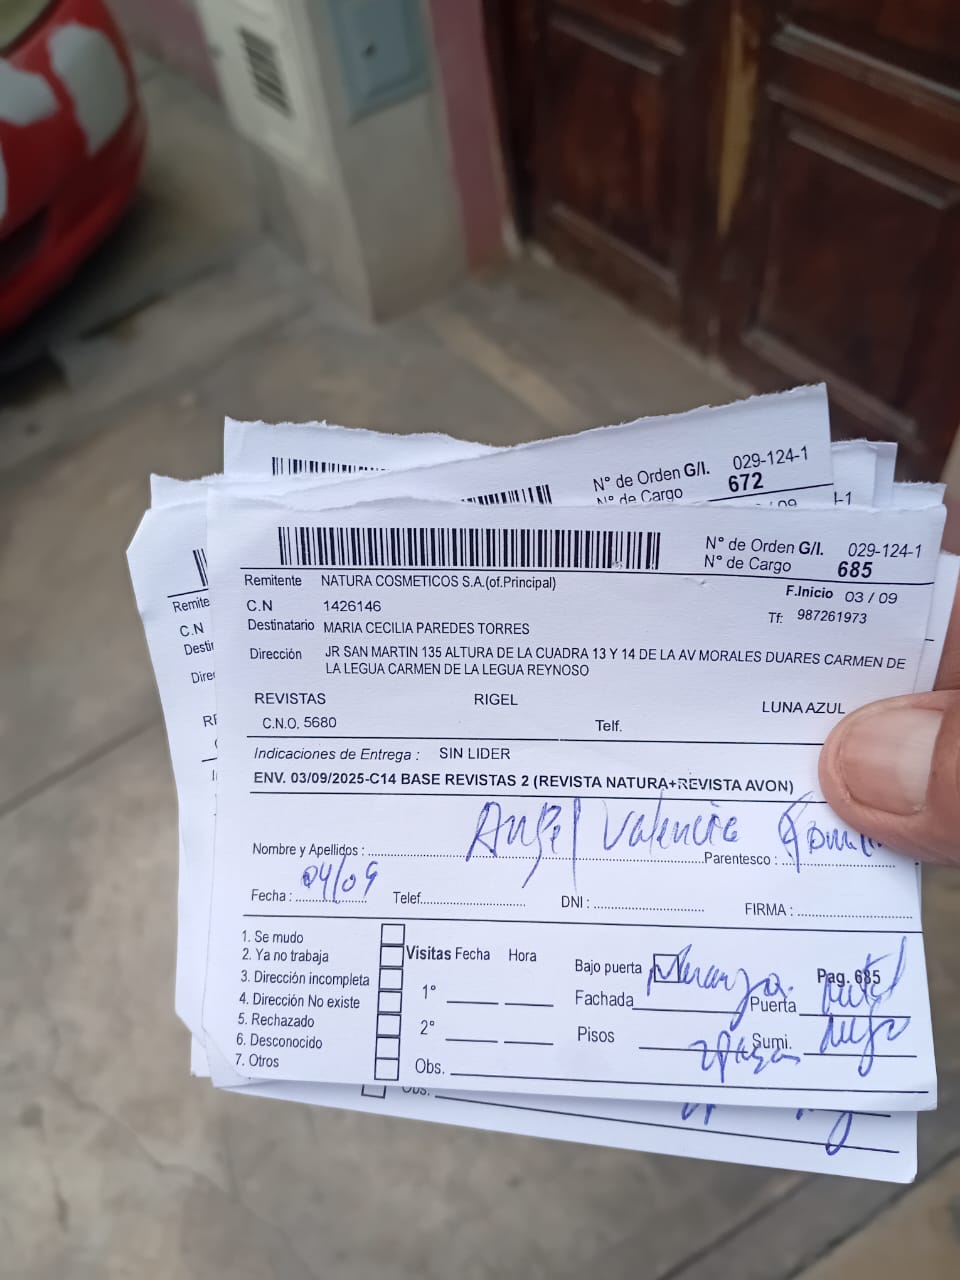 N° de Orden G/I. 029-124-1
N° de Cargo 672
/ 09
-1
Remite
C.N
Desti
Dire
N° de Orden G/I. 029-124-1
N° de Cargo 685
Remitente NATURA COSMETICOS S.A.(of.Principal)
F.Inicio 03 / 09
C.N 1426146
Tf: 987261973
Destinatario MARIA CECILIA PAREDES TORRES
Dirección JR SAN MARTIN 135 ALTURA DE LA CUADRA 13 Y 14 DE LA AV MORALES DUARES CARMEN DE
LA LEGUA CARMEN DE LA LEGUA REYNOSO
REVISTAS RIGEL LUNA AZUL
C.N.O. 5680 Telf.
Indicaciones de Entrega : SIN LIDER
ENV. 03/09/2025-C14 BASE REVISTAS 2 (REVISTA NATURA+REVISTA AVON)
Nombre y Apellidos : Angel Valencia Parentesco :
Fecha : 04/09 Telef. DNI : FIRMA :
1. Se mudo
2. Ya no trabaja
3. Dirección incompleta
4. Dirección No existe
5. Rechazado
6. Desconocido
7. Otros
Visitas Fecha Hora
1°
2°
Obs.
Bajo puerta Pag. 685
Fachada Naranja Puerta
Pisos 2 Sumi.
Obs.